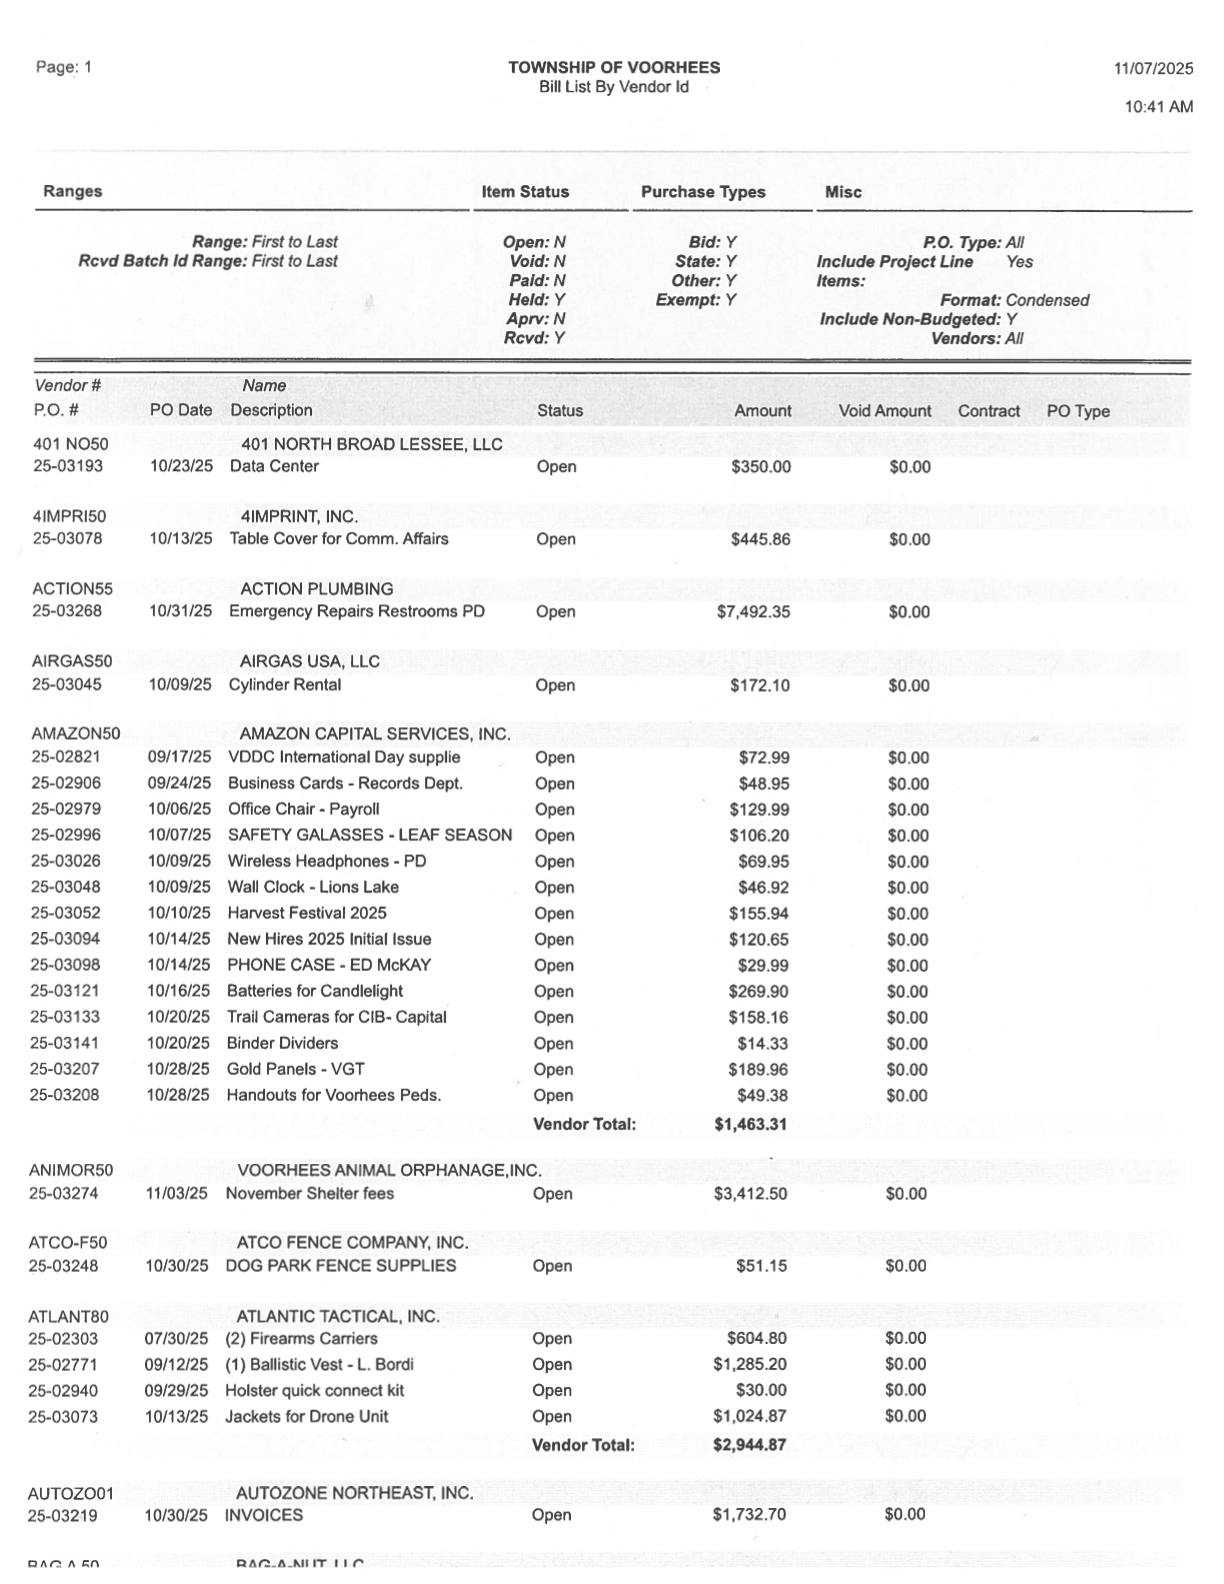 Page: 1 TOWNSHIP OF VOORHEES 11/07/2025
Bill List By Vendor Id
10:41 AM
Ranges Item Status Purchase Types Misc
Range: First to Last Open: N Bid: Y P.O. Type: All
Rcvd Batch Id Range: First to Last Void: N State: Y Include Project Line Yes
Paid: N Other: Y Items:
Held: Y Exempt: Y Format: Condensed
Aprv: N Include Non-Budgeted: Y
Rcvd: Y Vendors: All
Vendor # Name
P.O. # PO Date Description Status Amount Void Amount Contract PO Type
401 NO50 401 NORTH BROAD LESSEE, LLC
25-03193 10/23/25 Data Center Open $350.00 $0.00
4IMPRI50 4IMPRINT, INC.
25-03078 10/13/25 Table Cover for Comm. Affairs Open $445.86 $0.00
ACTION55 ACTION PLUMBING
25-03268 10/31/25 Emergency Repairs Restrooms PD Open $7,492.35 $0.00
AIRGAS50 AIRGAS USA, LLC
25-03045 10/09/25 Cylinder Rental Open $172.10 $0.00
AMAZON50 AMAZON CAPITAL SERVICES, INC.
25-02821 09/17/25 VDDC International Day supplie Open $72.99 $0.00
25-02906 09/24/25 Business Cards - Records Dept. Open $48.95 $0.00
25-02979 10/06/25 Office Chair - Payroll Open $129.99 $0.00
25-02996 10/07/25 SAFETY GALASSES - LEAF SEASON Open $106.20 $0.00
25-03026 10/09/25 Wireless Headphones - PD Open $69.95 $0.00
25-03048 10/09/25 Wall Clock - Lions Lake Open $46.92 $0.00
25-03052 10/10/25 Harvest Festival 2025 Open $155.94 $0.00
25-03094 10/14/25 New Hires 2025 Initial Issue Open $120.65 $0.00
25-03098 10/14/25 PHONE CASE - ED McKAY Open $29.99 $0.00
25-03121 10/16/25 Batteries for Candlelight Open $269.90 $0.00
25-03133 10/20/25 Trail Cameras for CIB- Capital Open $158.16 $0.00
25-03141 10/20/25 Binder Dividers Open $14.33 $0.00
25-03207 10/28/25 Gold Panels - VGT Open $189.96 $0.00
25-03208 10/28/25 Handouts for Voorhees Peds. Open $49.38 $0.00
Vendor Total: $1,463.31
ANIMOR50 VOORHEES ANIMAL ORPHANAGE,INC.
25-03274 11/03/25 November Shelter fees Open $3,412.50 $0.00
ATCO-F50 ATCO FENCE COMPANY, INC.
25-03248 10/30/25 DOG PARK FENCE SUPPLIES Open $51.15 $0.00
ATLANT80 ATLANTIC TACTICAL, INC.
25-02303 07/30/25 (2) Firearms Carriers Open $604.80 $0.00
25-02771 09/12/25 (1) Ballistic Vest - L. Bordi Open $1,285.20 $0.00
25-02940 09/29/25 Holster quick connect kit Open $30.00 $0.00
25-03073 10/13/25 Jackets for Drone Unit Open $1,024.87 $0.00
Vendor Total: $2,944.87
AUTOZO01 AUTOZONE NORTHEAST, INC.
25-03219 10/30/25 INVOICES Open $1,732.70 $0.00
BAG A 50 BAG-A-NUT, LLC